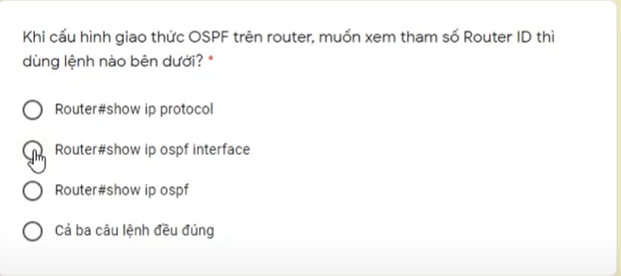 Khi cấu hình giao thức OSPF trên router, muốn xem tham số Router ID thì
dùng lệnh nào bên dưới? *
Router#show ip protocol
Router#show ip ospf interface
Router#show ip ospf
Cả ba câu lệnh đều đúng